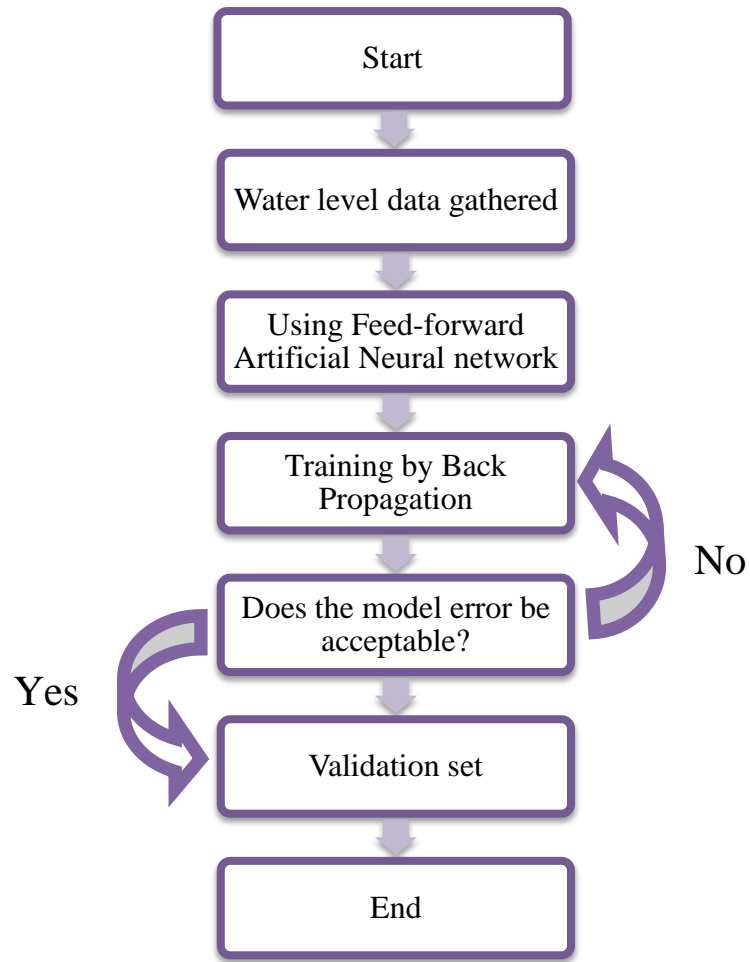 Start
Water level data gathered
Using Feed-forward
Artificial Neural network
Training by Back
Propagation
No
Does the model error be
acceptable?
Yes
Validation set
End